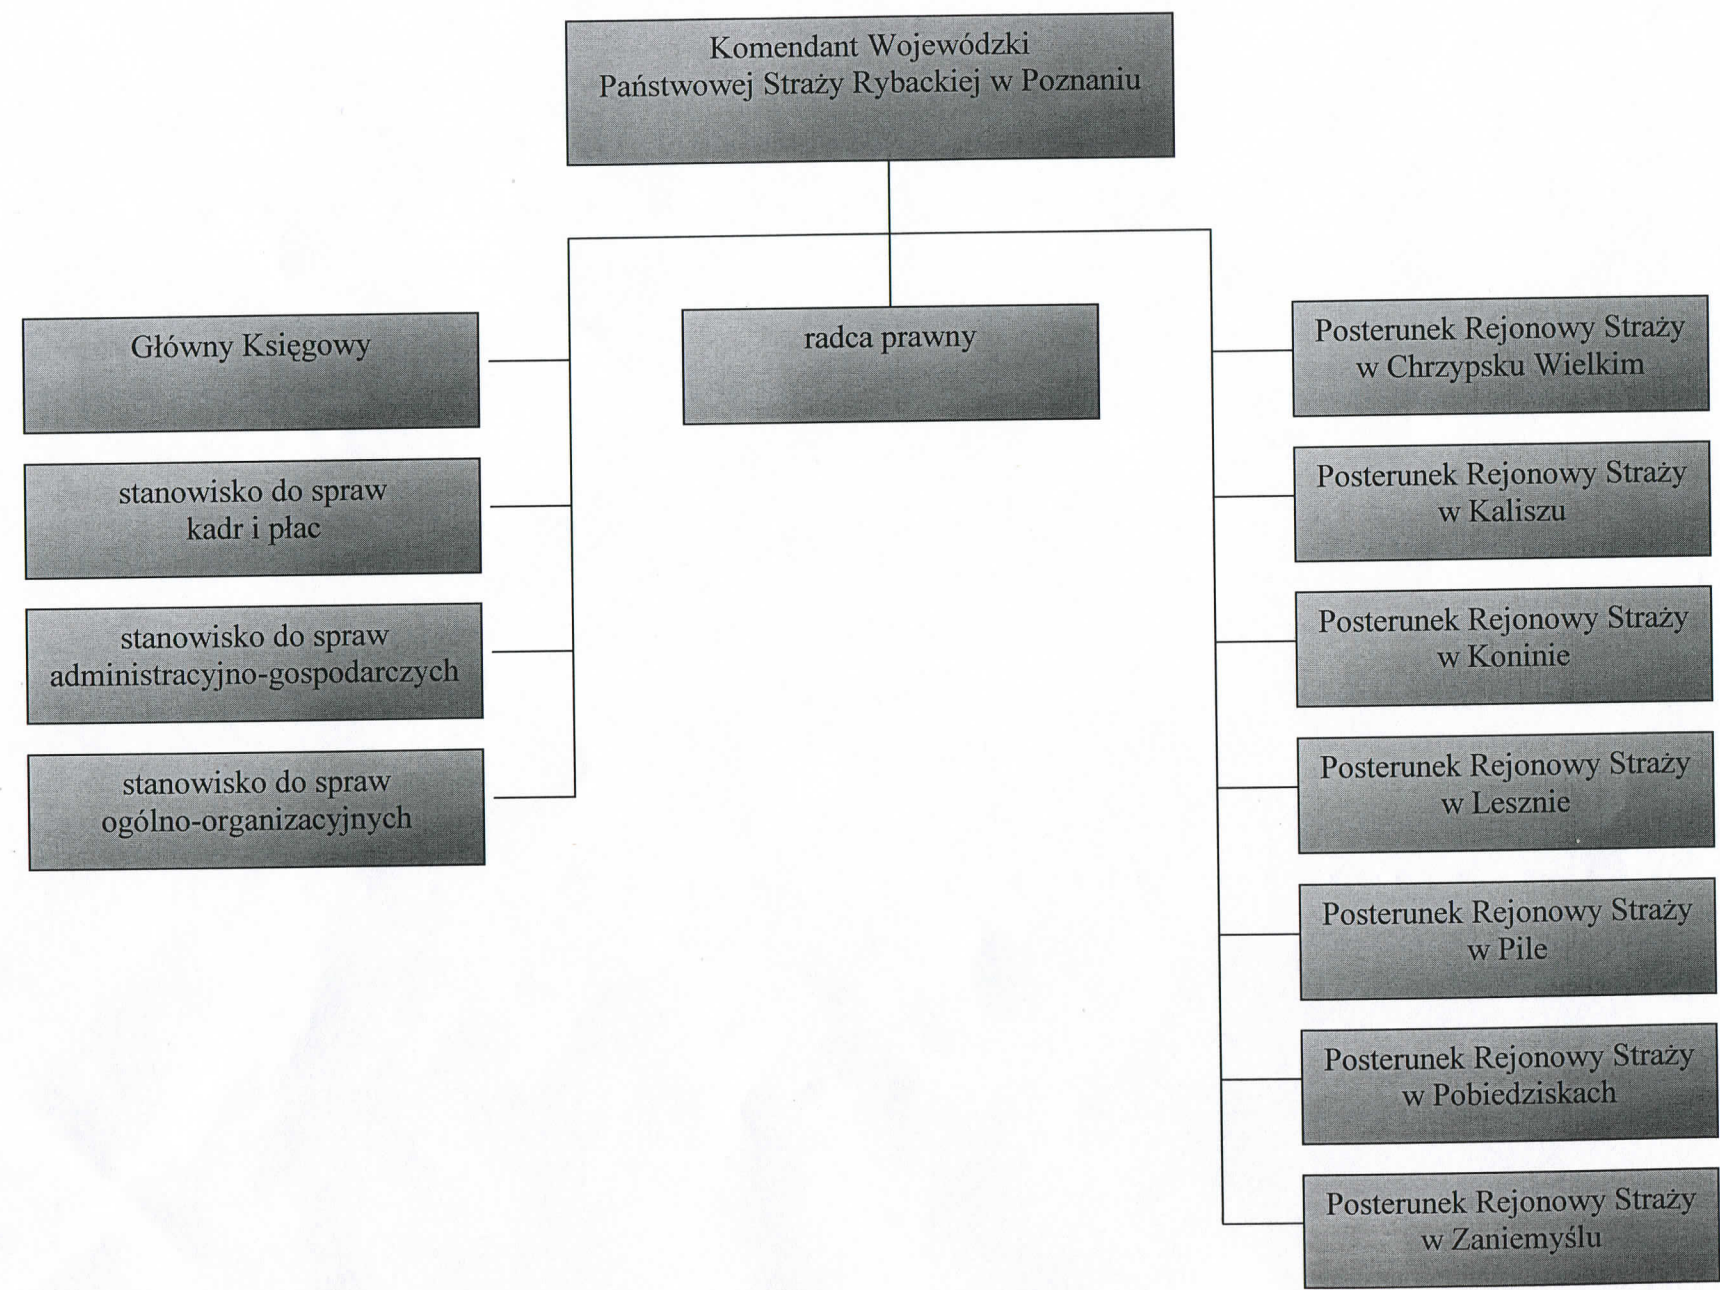 Komendant Wojewódzki
Państwowej Straży Rybackiej w Poznaniu
Główny Księgowy
stanowisko do spraw
kadr i płac
stanowisko do spraw
administracyjno-gospodarczych
stanowisko do spraw
ogólno-organizacyjnych
radca prawny
Posterunek Rejonowy Straży
w Chrzypsku Wielkim
Posterunek Rejonowy Straży
w Kaliszu
Posterunek Rejonowy Straży
w Koninie
Posterunek Rejonowy Straży
w Lesznie
Posterunek Rejonowy Straży
w Pile
Posterunek Rejonowy Straży
w Pobiedziskach
Posterunek Rejonowy Straży
w Zaniemyślu